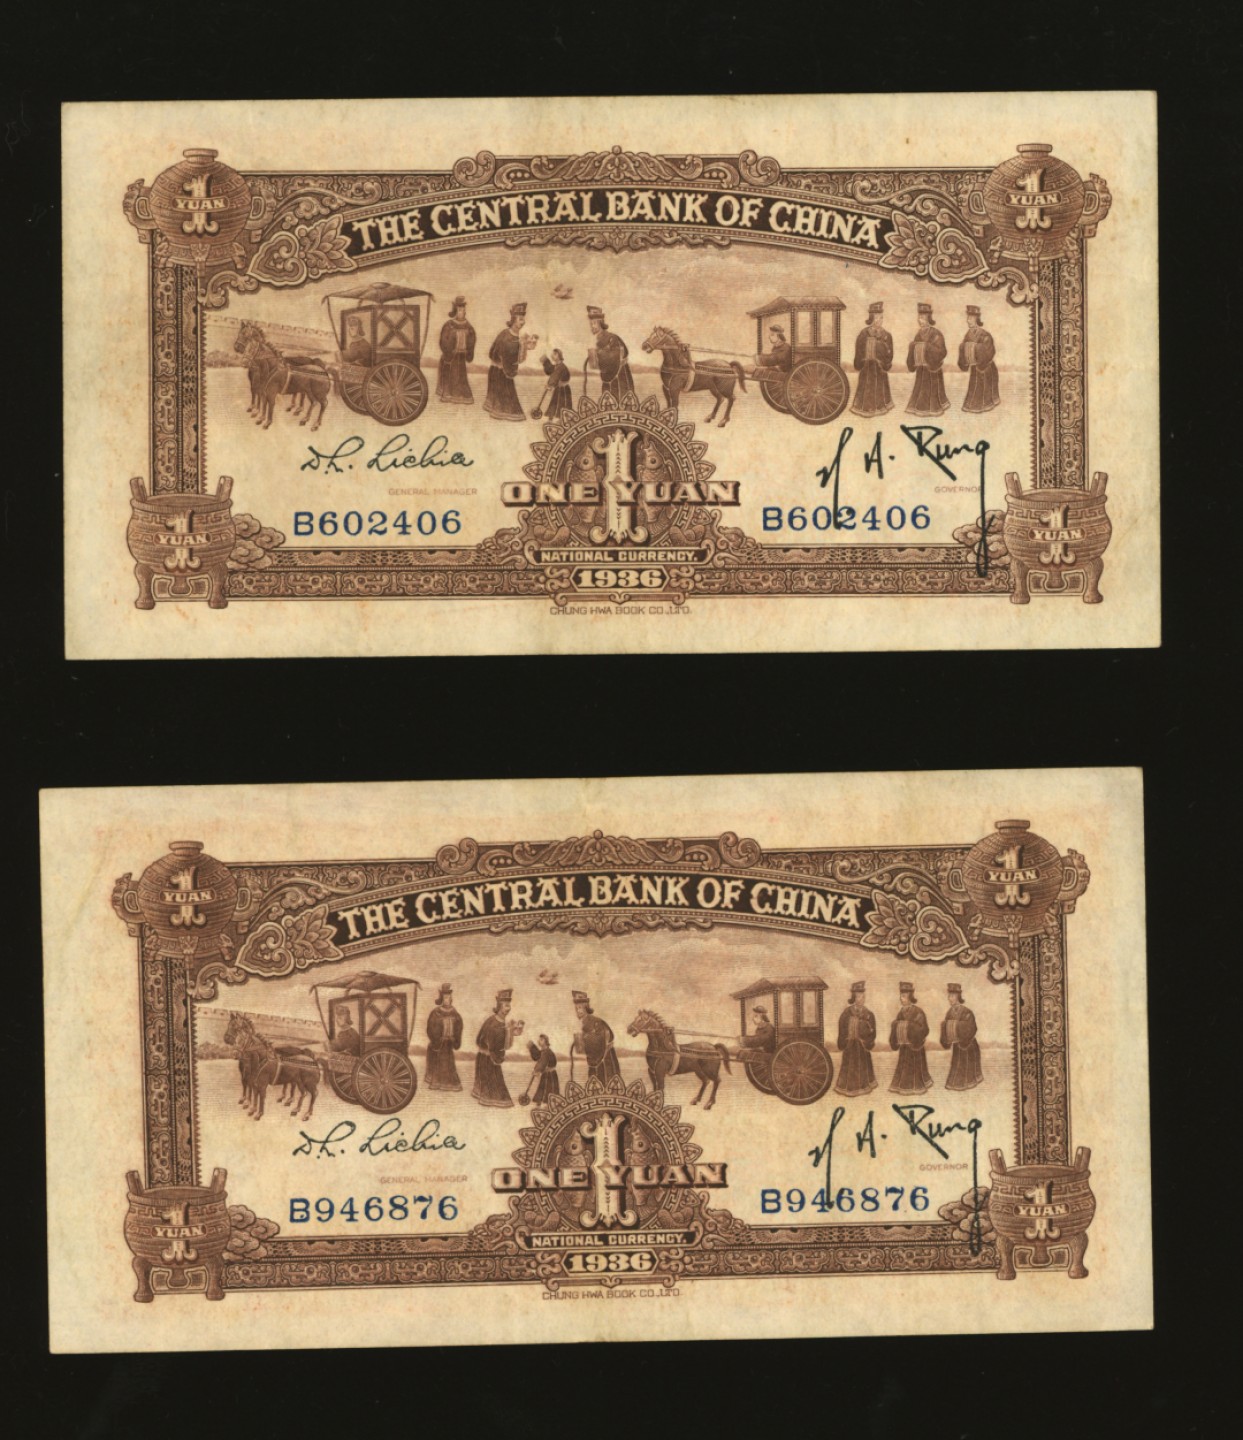 1 YUAN
1 YUAN
THE CENTRAL BANK OF CHINA
GENERAL MANAGER
GOVERNOR
1
ONE YUAN
B602406
B602406
1 YUAN
1 YUAN
NATIONAL CURRENCY.
1936
CHUNG HWA BOOK CO.,LTD.
1 YUAN
1 YUAN
THE CENTRAL BANK OF CHINA
GENERAL MANAGER
GOVERNOR
1
ONE YUAN
B946876
B946876
1 YUAN
1 YUAN
NATIONAL CURRENCY.
1936
CHUNG HWA BOOK CO.,LTD.